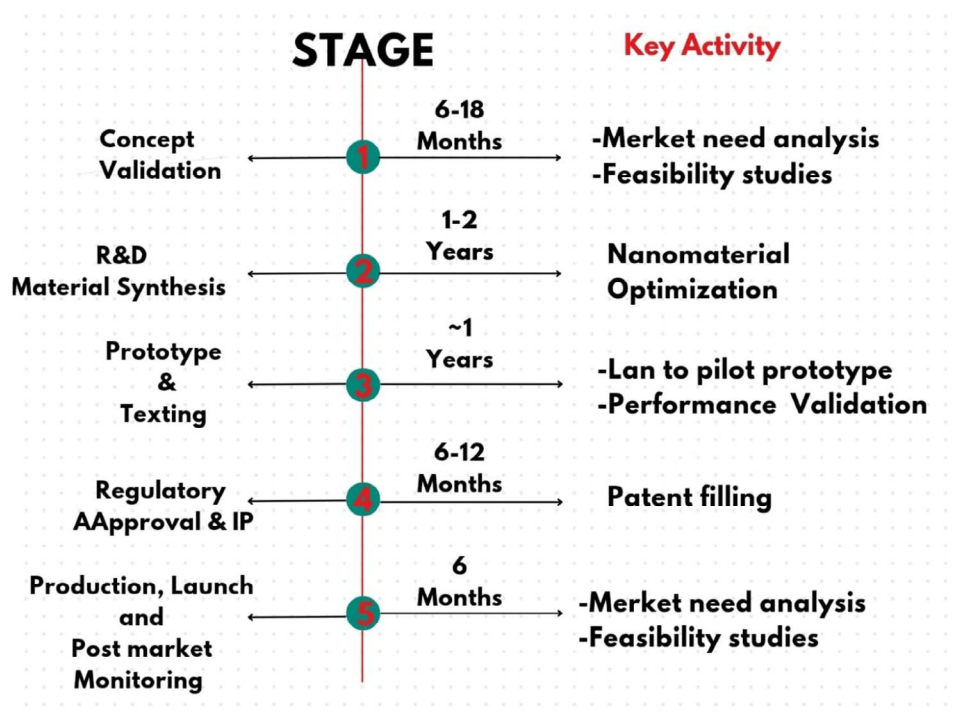 STAGE
Key Activity
Concept
Validation
1
6-18
Months
-Merket need analysis
-Feasibility studies
R&D
Material Synthesis
2
1-2
Years
Nanomaterial
Optimization
Prototype
&
Texting
3
~1
Years
-Lan to pilot prototype
-Performance Validation
Regulatory
AApproval & IP
4
6-12
Months
Patent filling
Production, Launch
and
Post market
Monitoring
5
6
Months
-Merket need analysis
-Feasibility studies